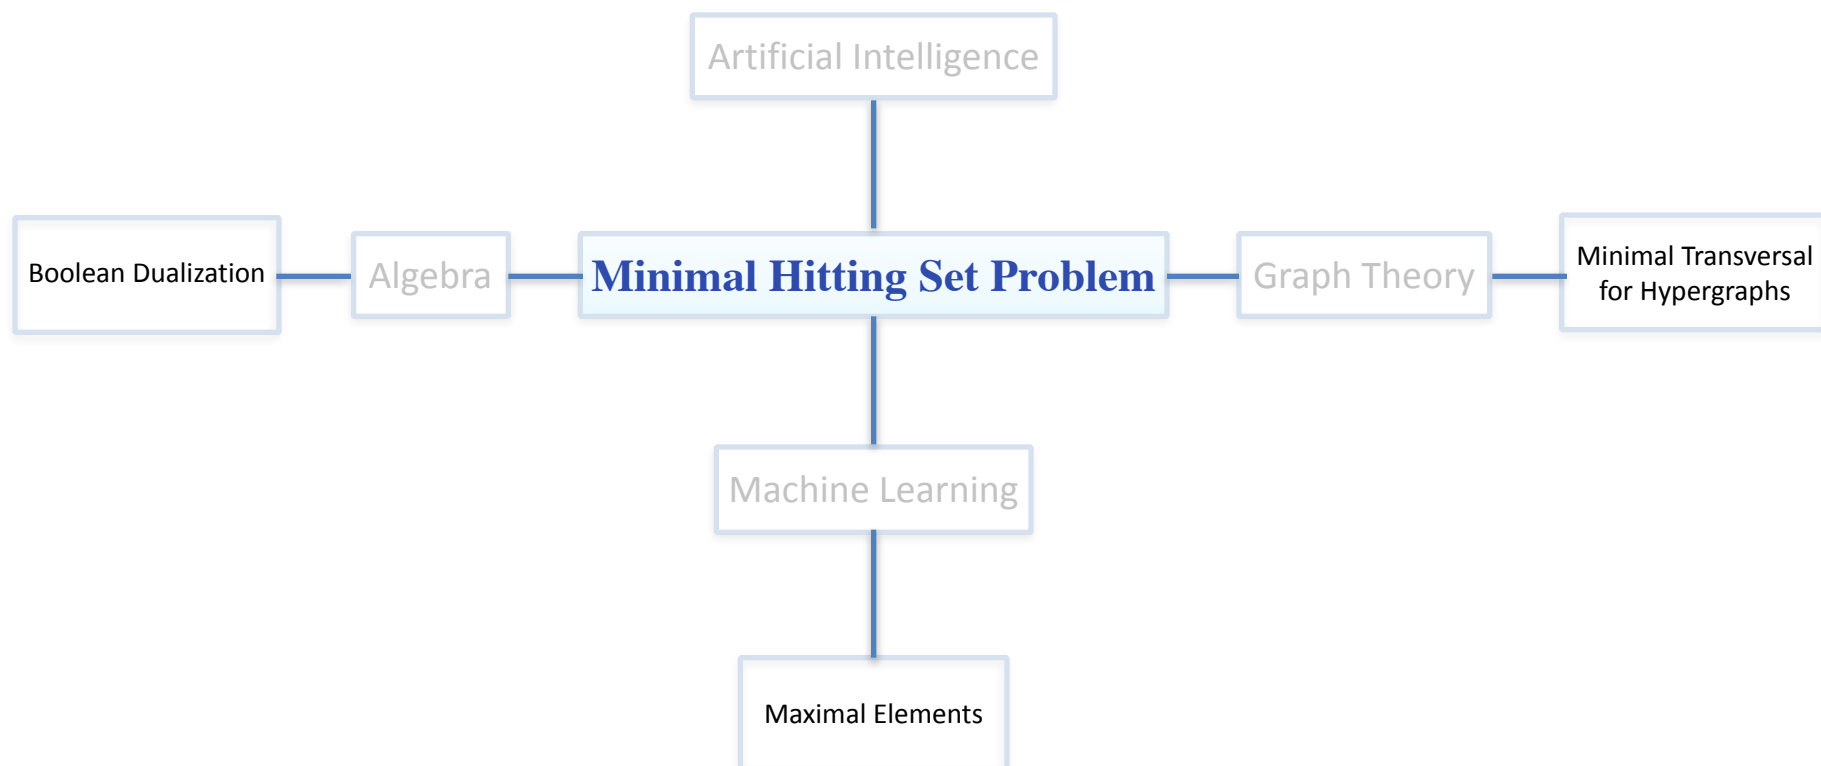 Artificial Intelligence
Boolean Dualization
Algebra
Minimal Hitting Set Problem
Graph Theory
Minimal Transversal
for Hypergraphs
Machine Learning
Maximal Elements